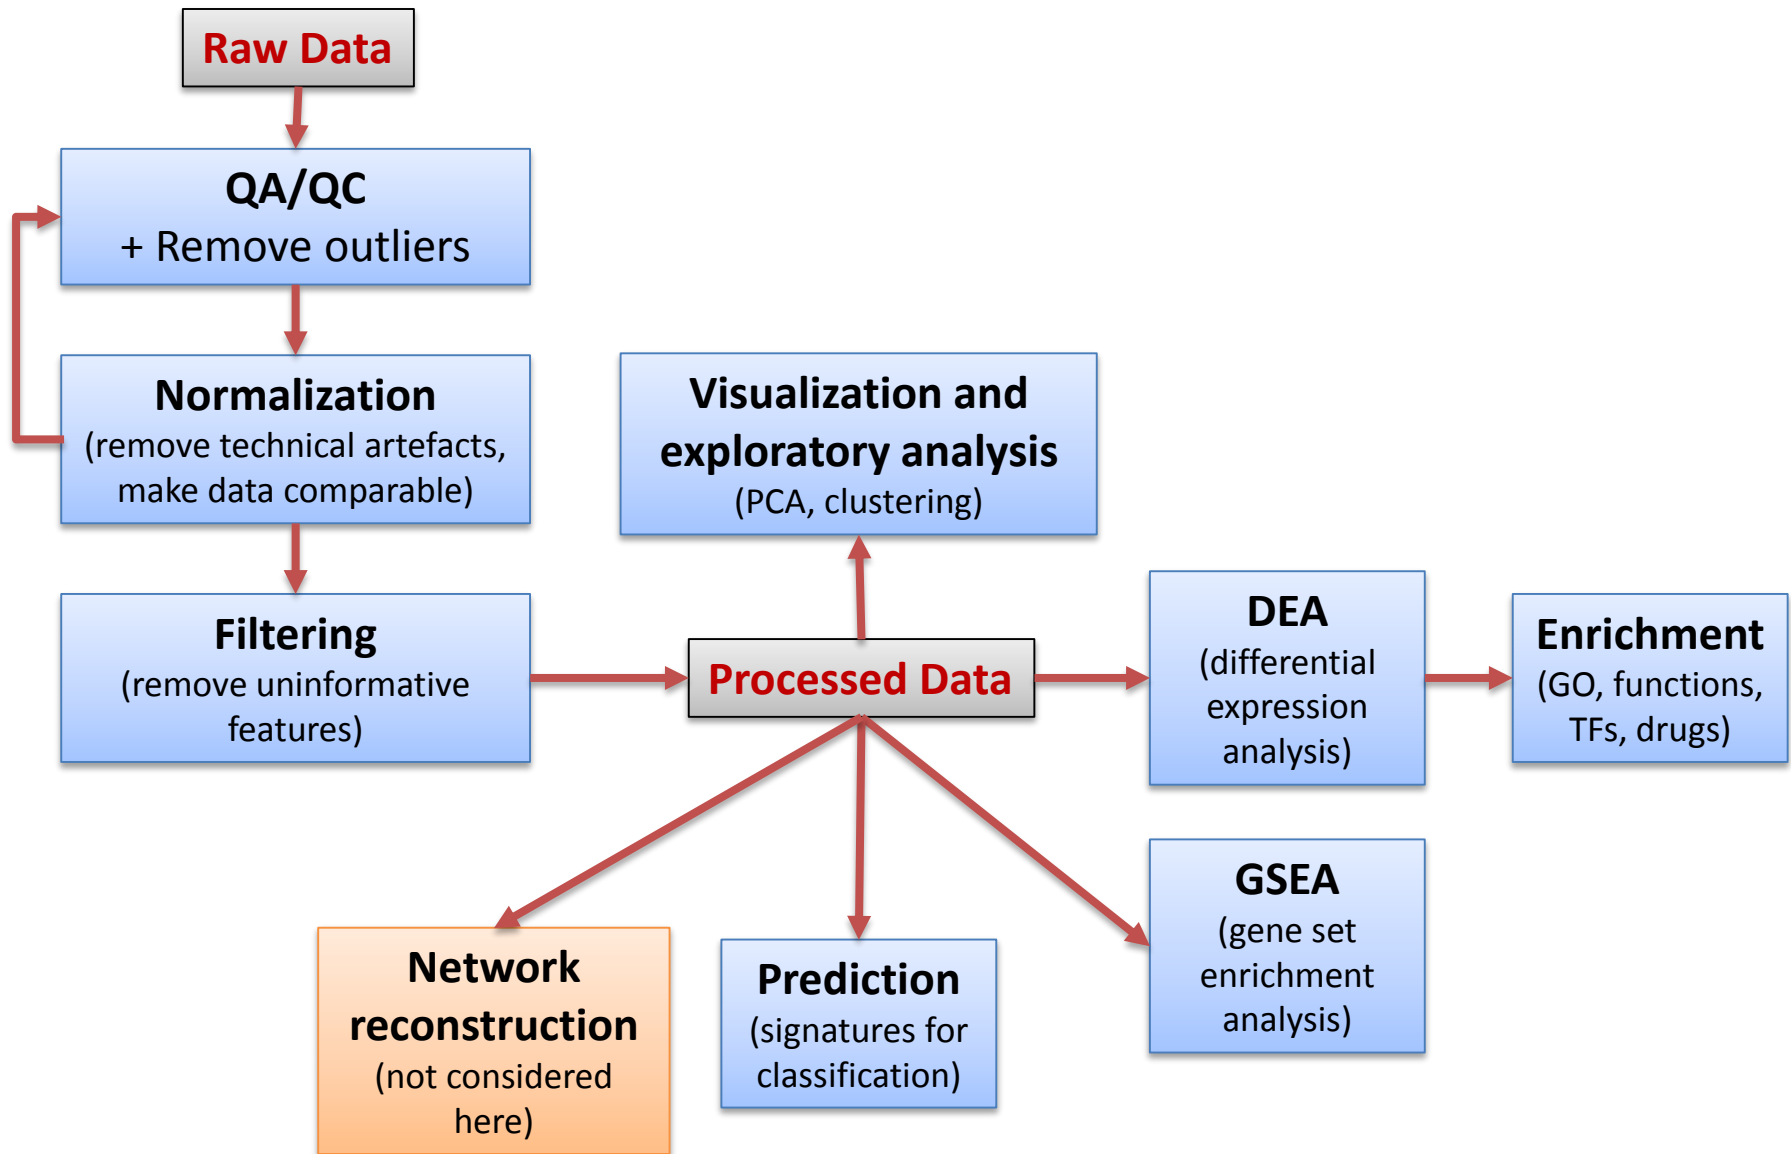 Raw Data
QA/QC
+ Remove outliers
Normalization
(remove technical artefacts,
make data comparable)
Filtering
(remove uninformative
features)
Visualization and
exploratory analysis
(PCA, clustering)
Processed Data
DEA
(differential
expression
analysis)
Enrichment
(GO, functions,
TFs, drugs)
Network
reconstruction
(not considered
here)
Prediction
(signatures for
classification)
GSEA
(gene set
enrichment
analysis)